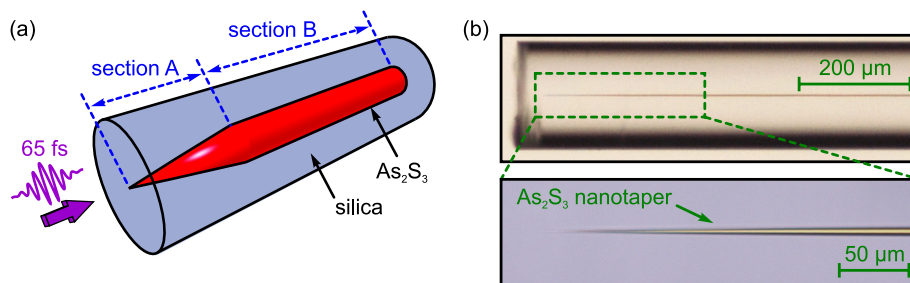 (a)
section A
section B
65 fs
As₂S₃
silica
(b)
200 µm
As₂S₃ nanotaper
50 µm